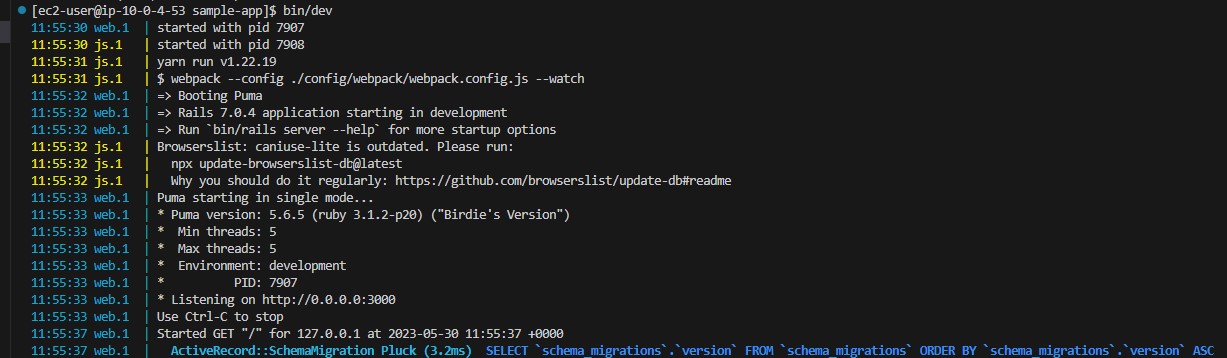 [ec2-user@ip-10-0-4-53 sample-app]$ bin/dev
11:55:30 web.1 | started with pid 7907
11:55:30 js.1 | started with pid 7908
11:55:31 js.1 | yarn run v1.22.19
11:55:31 js.1 | $ webpack --config ./config/webpack/webpack.config.js --watch
11:55:32 web.1 | => Booting Puma
11:55:32 web.1 | => Rails 7.0.4 application starting in development
11:55:32 web.1 | => Run `bin/rails server --help` for more startup options
11:55:32 js.1 | Browserslist: caniuse-lite is outdated. Please run:
11:55:32 js.1 | npx update-browserslist-db@latest
11:55:32 js.1 | Why you should do it regularly: https://github.com/browserslist/update-db#readme
11:55:33 web.1 | Puma starting in single mode...
11:55:33 web.1 | * Puma version: 5.6.5 (ruby 3.1.2-p20) ("Birdie's Version")
11:55:33 web.1 | * Min threads: 5
11:55:33 web.1 | * Max threads: 5
11:55:33 web.1 | * Environment: development
11:55:33 web.1 | * PID: 7907
11:55:33 web.1 | * Listening on http://0.0.0.0:3000
11:55:33 web.1 | Use Ctrl-C to stop
11:55:37 web.1 | Started GET "/" for 127.0.0.1 at 2023-05-30 11:55:37 +0000
11:55:37 web.1 | ActiveRecord::SchemaMigration Pluck (3.2ms) SELECT `schema_migrations`.`version` FROM `schema_migrations` ORDER BY `schema_migrations`.`version` ASC